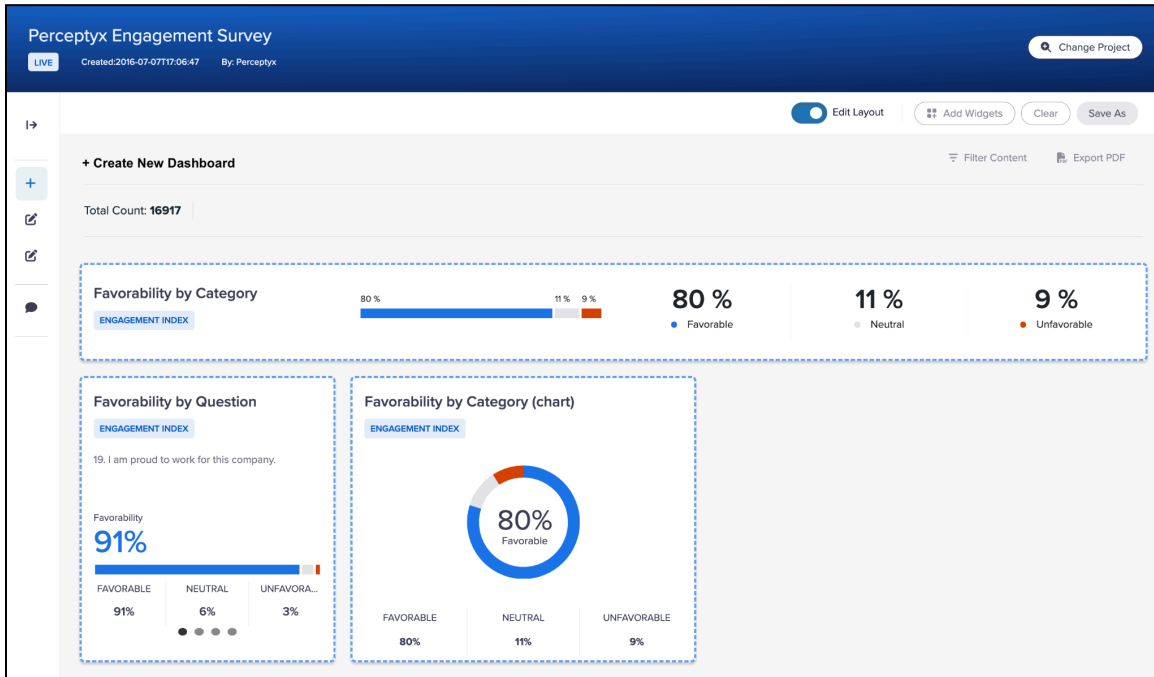 Perceptyx Engagement Survey
LIVE Created:2016-07-07T17:06:47 By: Perceptyx
Change Project
Edit Layout Add Widgets Clear Save As
+ Create New Dashboard
Filter Content Export PDF
Total Count: 16917
Favorability by Category
ENGAGEMENT INDEX
80 % 11 % 9 %
80 % 11 % 9 %
Favorable Neutral Unfavorable
Favorability by Question
ENGAGEMENT INDEX
19. I am proud to work for this company.
Favorability
91%
FAVORABLE NEUTRAL UNFAVORA...
91% 6% 3%
Favorability by Category (chart)
ENGAGEMENT INDEX
80%
Favorable
FAVORABLE NEUTRAL UNFAVORABLE
80% 11% 9%